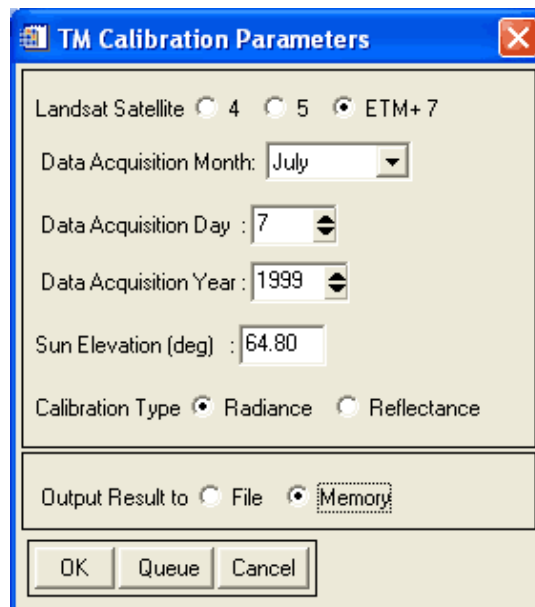 TM Calibration Parameters
Landsat Satellite 4 5 ETM+ 7
Data Acquisition Month: July
Data Acquisition Day : 7
Data Acquisition Year : 1999
Sun Elevation (deg) : 64.80
Calibration Type Radiance Reflectance
Output Result to File Memory
OK Queue Cancel